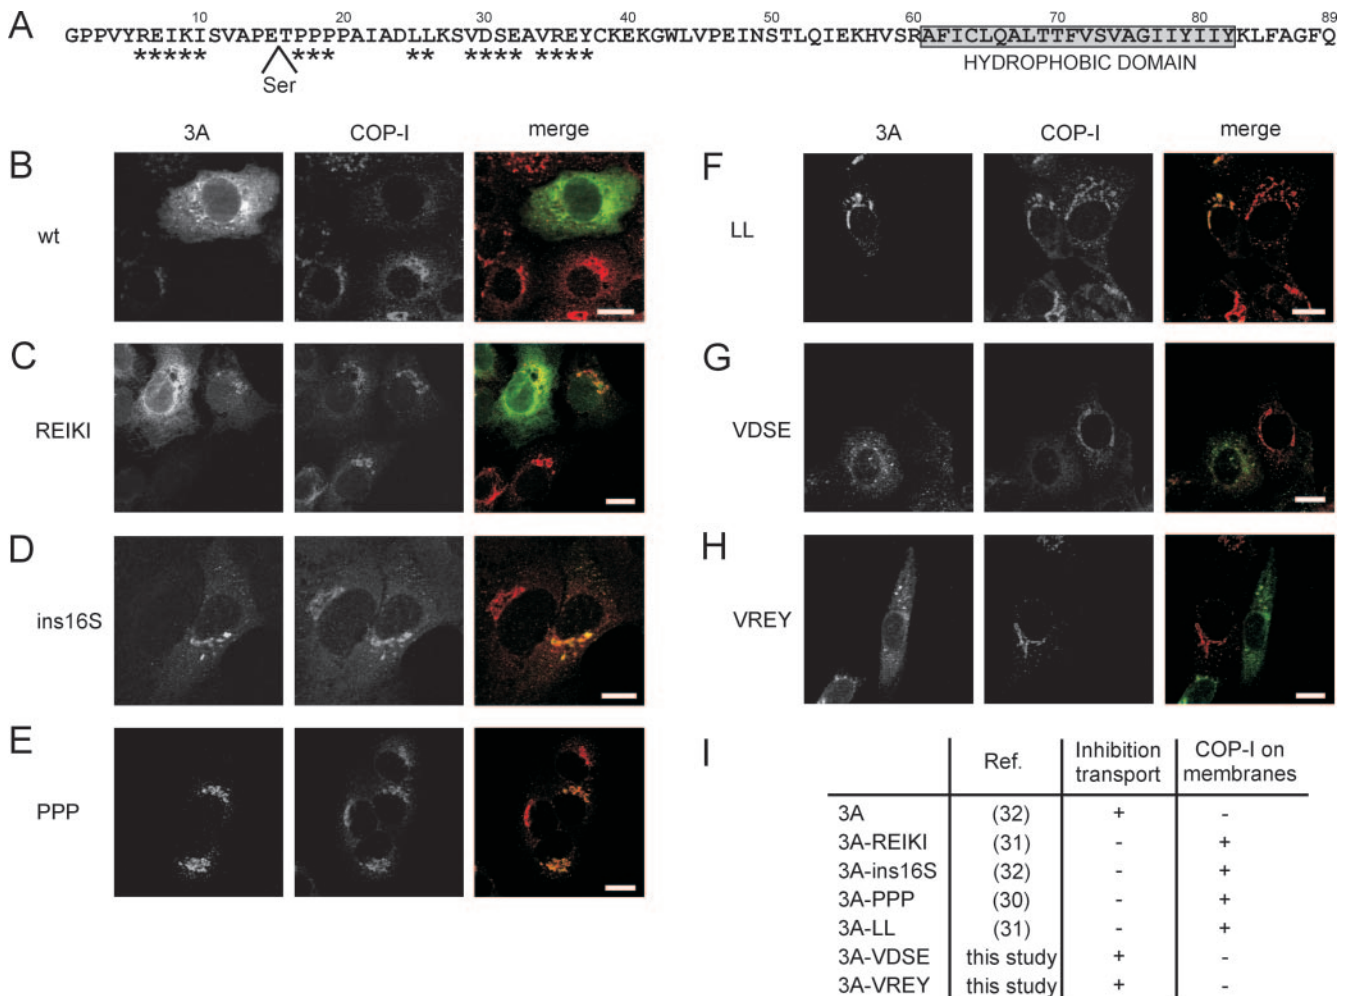 A
10 20 30 40 50 60 70 80 89
GPPVYREIKISVAPETPPPPAIADLLKSVDSEAVREYCKEKGWLVPEINSTLQIEKHVSRAFICLQALTTFVSVAGIIYIIYKLFAGFQ
***** *** ** **** ****
Ser
HYDROPHOBIC DOMAIN
3A COP-I merge
B
wt
C
REIKI
D
ins16S
E
PPP
3A COP-I merge
F
LL
G
VDSE
H
VREY
I
Ref. Inhibition transport COP-I on membranes
3A (32) + -
3A-REIKI (31) - +
3A-ins16S (32) - +
3A-PPP (30) - +
3A-LL (31) - +
3A-VDSE this study + -
3A-VREY this study + -